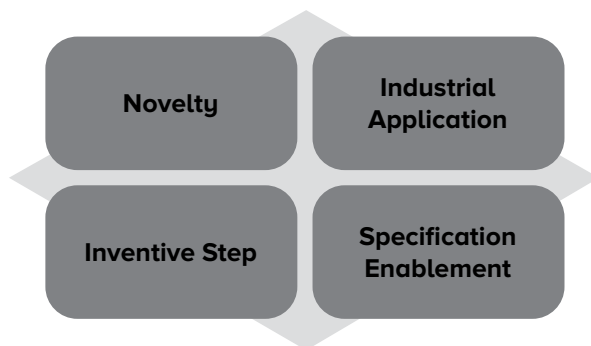 Novelty
Industrial
Application
Inventive Step
Specification
Enablement